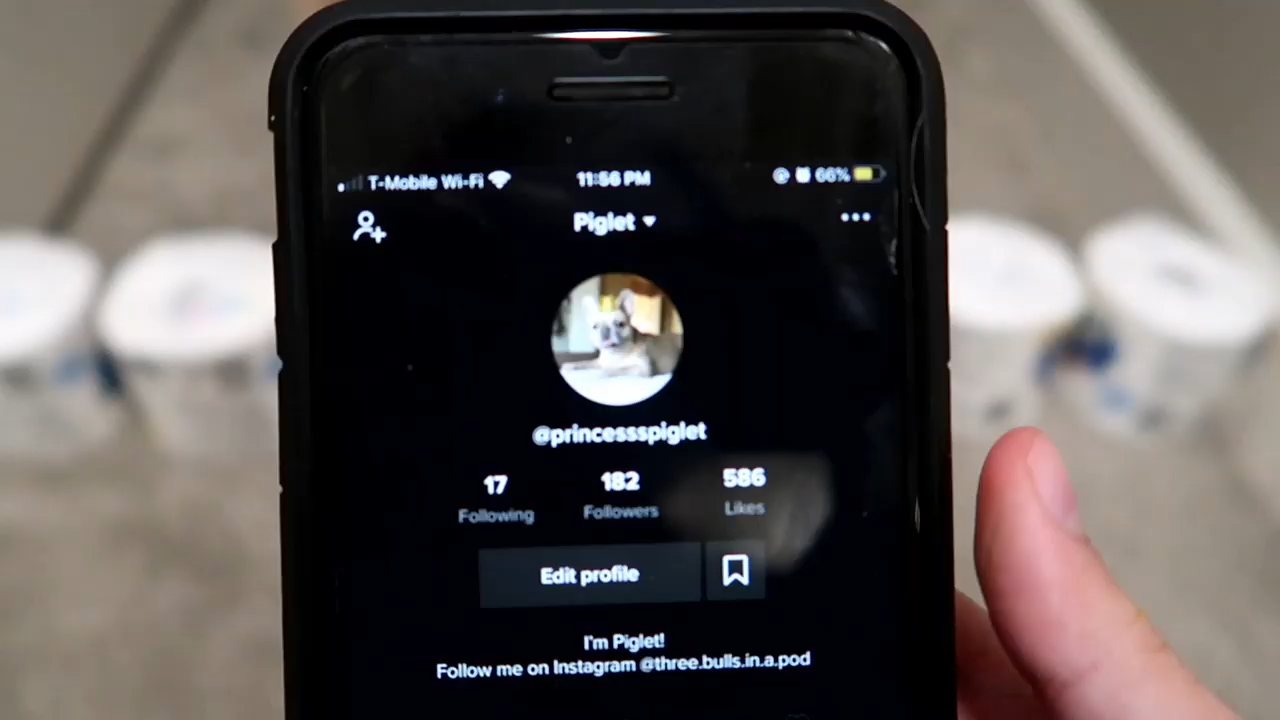 T-Mobile Wi-Fi 11:56 PM 66%
Piglet
@princessspiglet
17 182 586
Following Followers Likes
Edit profile
I'm Piglet!
Follow me on Instagram @three.bulls.in.a.pod